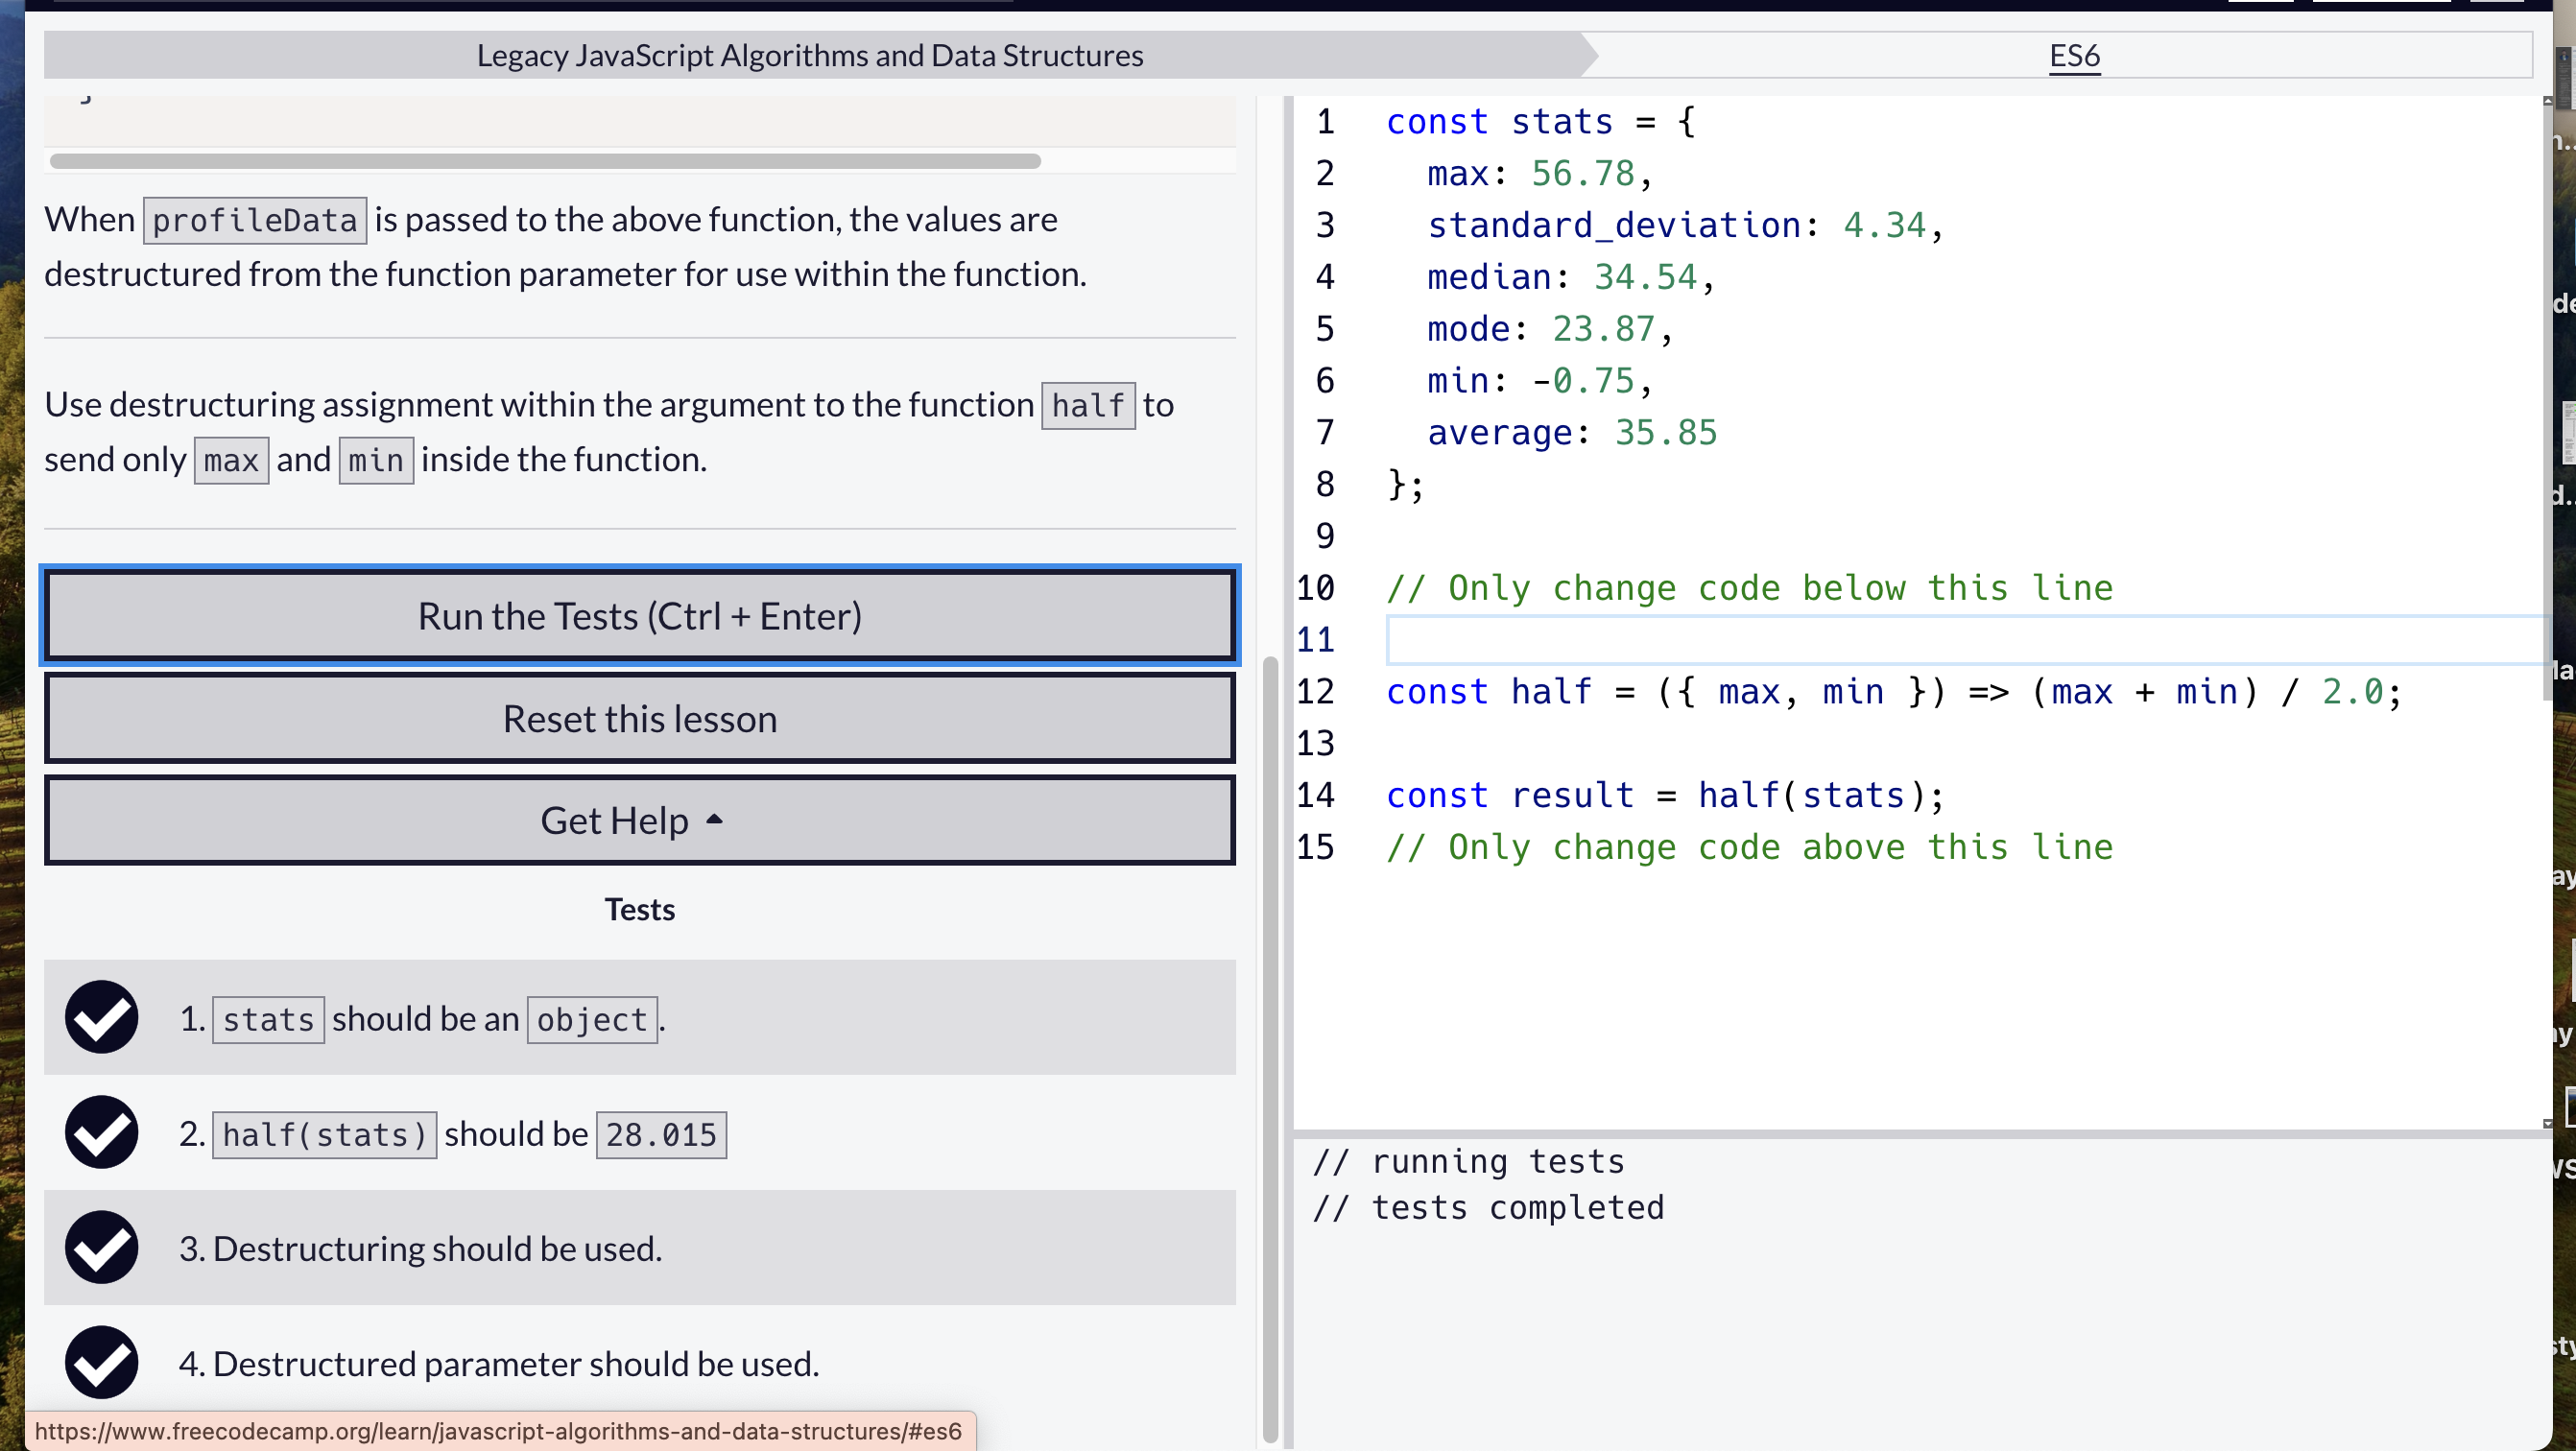 Legacy JavaScript Algorithms and Data Structures
ES6
When profileData is passed to the above function, the values are
destructured from the function parameter for use within the function.
Use destructuring assignment within the argument to the function half to
send only max and min inside the function.
Run the Tests (Ctrl + Enter)
Reset this lesson
Get Help
Tests
1. stats should be an object.
2. half(stats) should be 28.015
3. Destructuring should be used.
4. Destructured parameter should be used.
https://www.freecodecamp.org/learn/javascript-algorithms-and-data-structures/#es6
1 const stats = {
2 max: 56.78,
3 standard_deviation: 4.34,
4 median: 34.54,
5 mode: 23.87,
6 min: -0.75,
7 average: 35.85
8 };
9
10 // Only change code below this line
11
12 const half = ({ max, min }) => (max + min) / 2.0;
13
14 const result = half(stats);
15 // Only change code above this line
// running tests
// tests completed